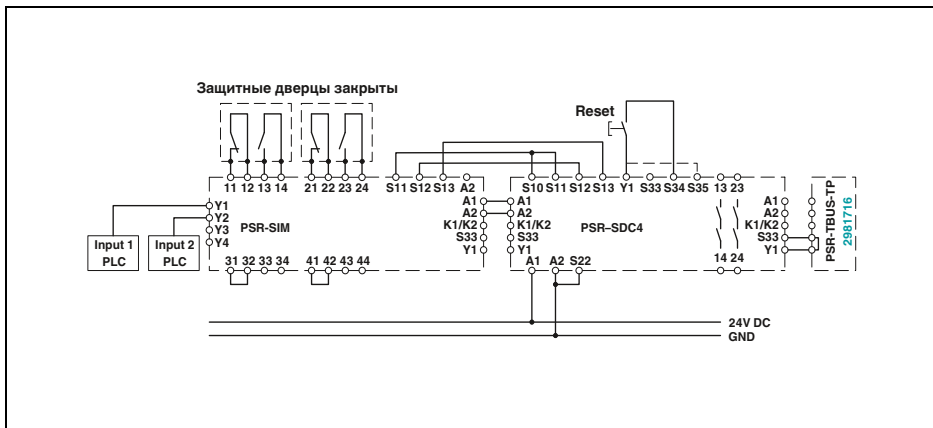 Защитные дверцы закрыты
Reset
11 12 13 14 21 22 23 24 S11 S12 S13 A2 S10 S11 S12 S13 Y1 S33 S34 S35 13 23
Y1
Y2
Y3
Y4
PSR-SIM
A1
A2
K1/K2
S33
Y1
A1
A2
K1/K2
S33
Y1
PSR–SDC4
A1
A2
K1/K2
S33
Y1
PSR-TBUS-TP
2981716
Input 1
PLC
Input 2
PLC
31 32 33 34 41 42 43 44 A1 A2 S22 14 24
24V DC
GND